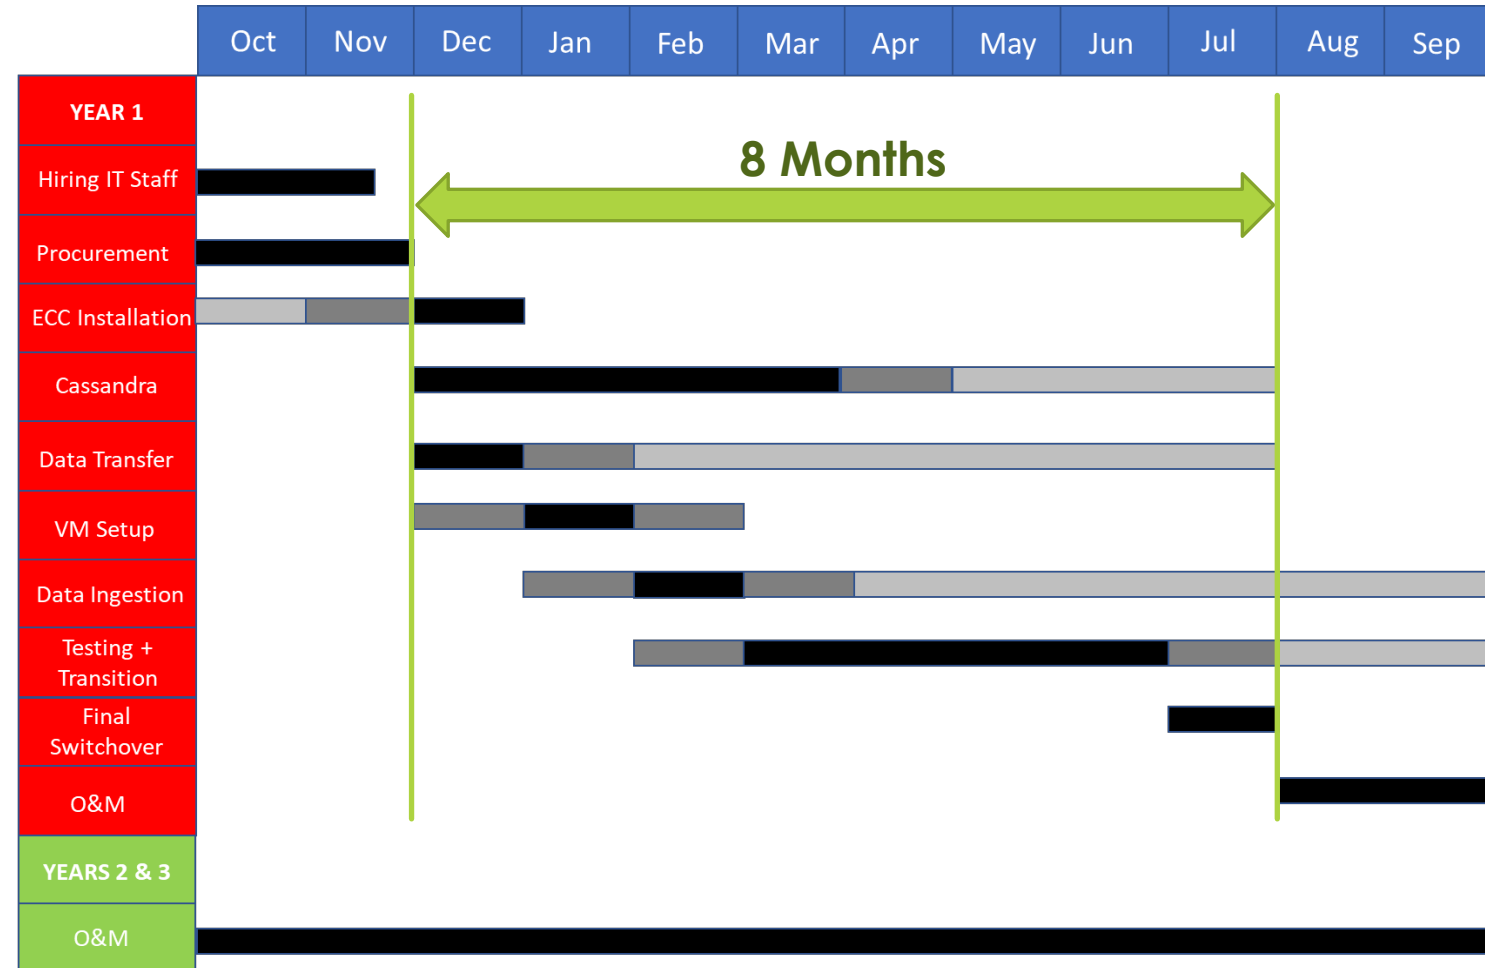 Oct Nov Dec Jan Feb Mar Apr May Jun Jul Aug Sep
YEAR 1
8 Months
Hiring IT Staff
Procurement
ECC Installation
Cassandra
Data Transfer
VM Setup
Data Ingestion
Testing +
Transition
Final
Switchover
O&M
YEARS 2 & 3
O&M